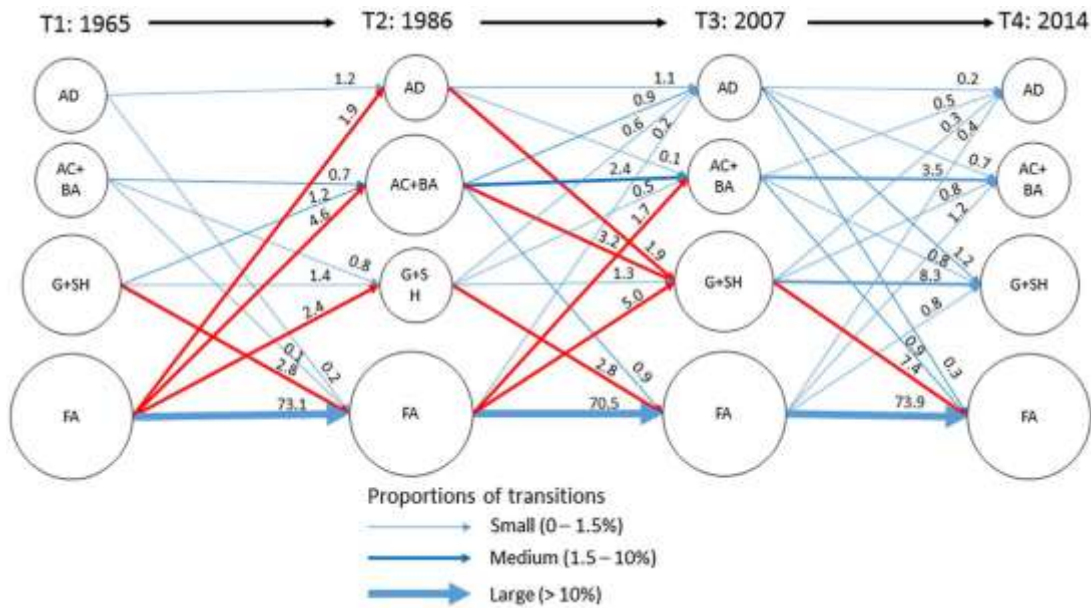 T1: 1965
T2: 1986
T3: 2007
T4: 2014
AD
1.2
AD
1.1
AD
0.2
AD
1.9
0.9
0.6
0.2
0.5
0.3
0.4
AC+
BA
0.7
1.2
4.6
AC+BA
2.4
0.1
0.5
1.7
AC+
BA
3.5
0.7
0.8
1.2
AC+
BA
G+SH
0.8
1.4
2.4
G+S
H
3.2
1.9
1.3
5.0
G+SH
1.2
0.8
8.3
0.8
G+SH
FA
0.1
2.8
0.2
73.1
FA
2.8
0.9
70.5
FA
0.9
7.4
0.3
73.9
FA
Proportions of transitions
Small (0 – 1.5%)
Medium (1.5 – 10%)
Large (> 10%)